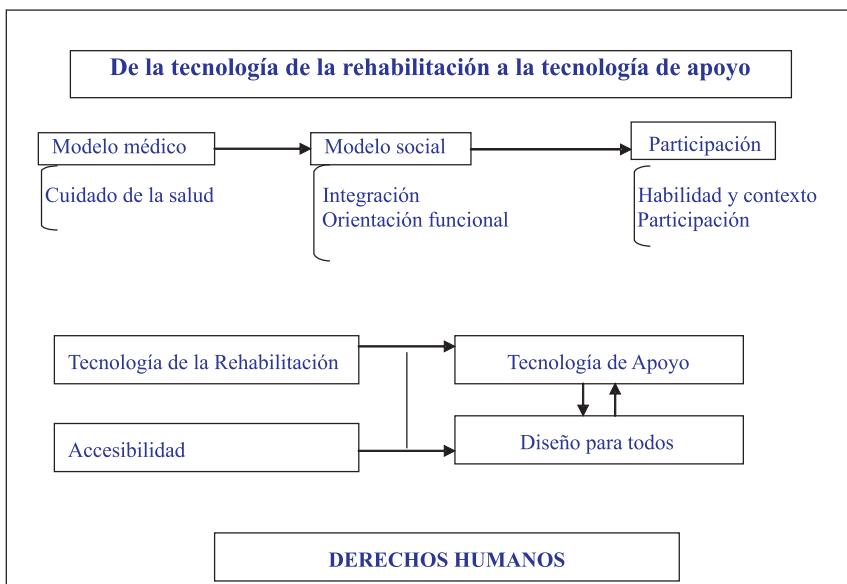 De la tecnología de la rehabilitación a la tecnología de apoyo
Modelo médico
Modelo social
Participación
Cuidado de la salud
Integración
Orientación funcional
Habilidad y contexto
Participación
Tecnología de la Rehabilitación
Tecnología de Apoyo
Accesibilidad
Diseño para todos
DERECHOS HUMANOS